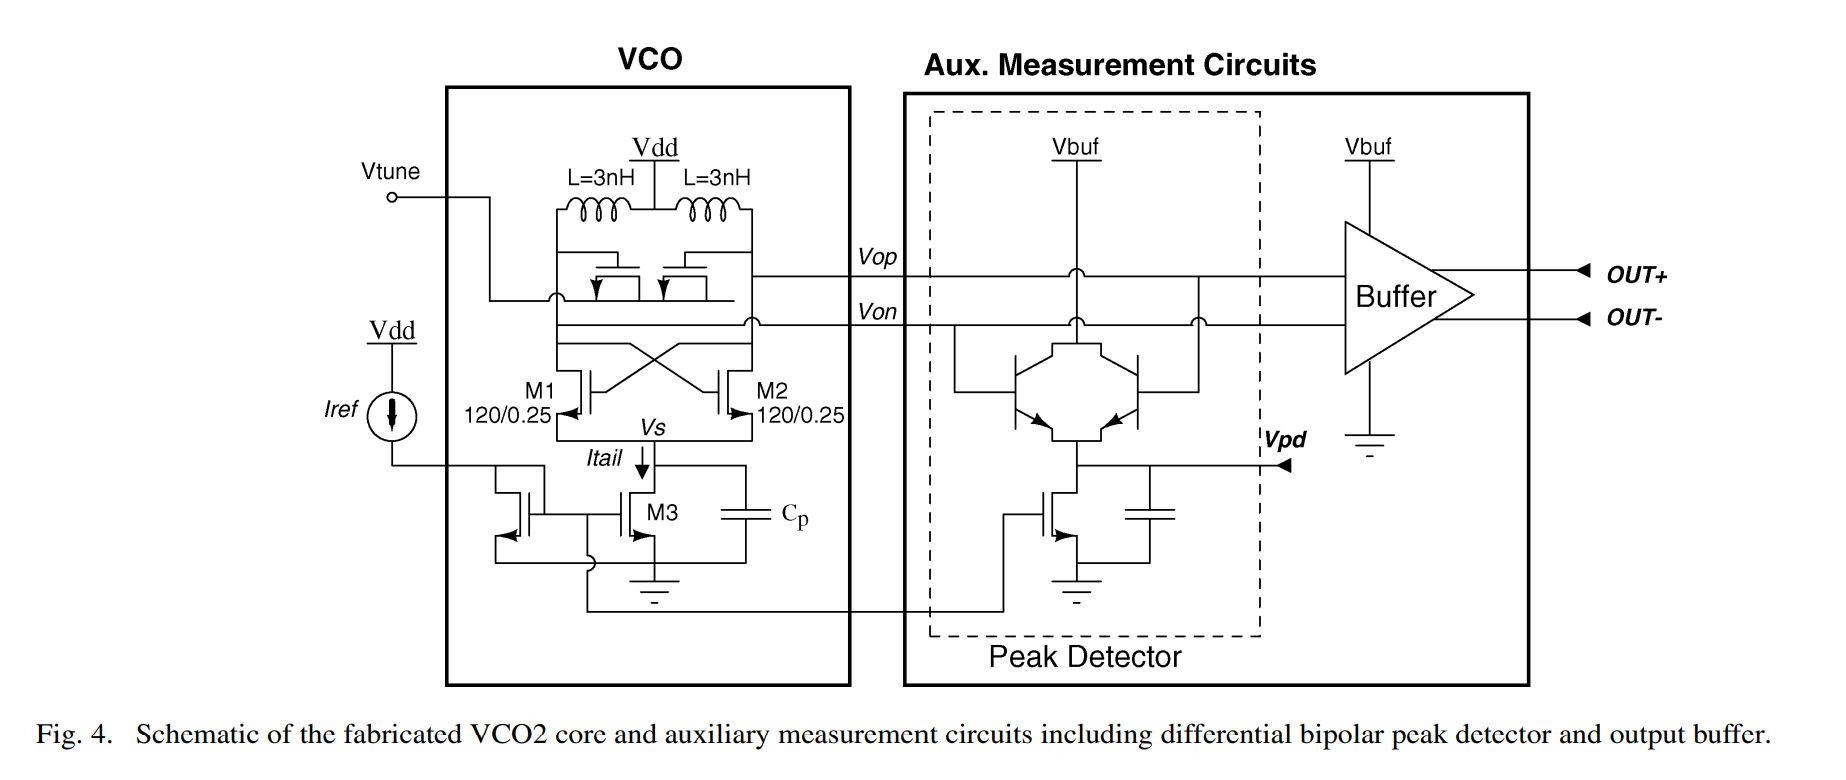 VCO
Aux. Measurement Circuits
Vdd
Vbuf
Vbuf
Vtune
L=3nH
L=3nH
Vop
Von
Buffer
OUT+
OUT-
Vdd
Iref
M1
120/0.25
M2
120/0.25
Vs
Itail
M3
Cp
Vpd
Peak Detector
Fig. 4. Schematic of the fabricated VCO2 core and auxiliary measurement circuits including differential bipolar peak detector and output buffer.